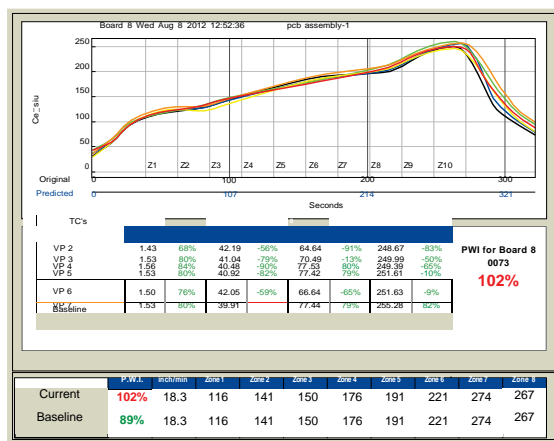 Board 8 Wed Aug 8 2012 12:52:36 pcb assembly-1
250
200
150
100
50
0
Ce_siu
Z1 Z2 Z3 Z4 Z5 Z6 Z7 Z8 Z9 Z10
Original 0 100 200 300
Predicted 0 107 214 321
Seconds
TC's
VP 2 1.43 68% 42.19 -56% 64.64 -91% 248.67 -83%
VP 3 1.53 80% 41.04 -79% 70.49 -13% 249.99 -50%
VP 4 1.56 84% 40.48 -90% 77.53 80% 249.39 -65%
VP 5 1.53 80% 40.92 -82% 77.42 79% 251.61 -10%
VP 6 1.50 76% 42.05 -59% 66.64 -65% 251.63 -9%
VP 7 1.53 80% 39.91 77.44 79% 255.28 82%
Baseline
PWI for Board 8
0073
102%
P.W.I. Inch/min Zone 1 Zone 2 Zone 3 Zone 4 Zone 5 Zone 6 Zone 7 Zone 8
Current 102% 18.3 116 141 150 176 191 221 274 267
Baseline 89% 18.3 116 141 150 176 191 221 274 267